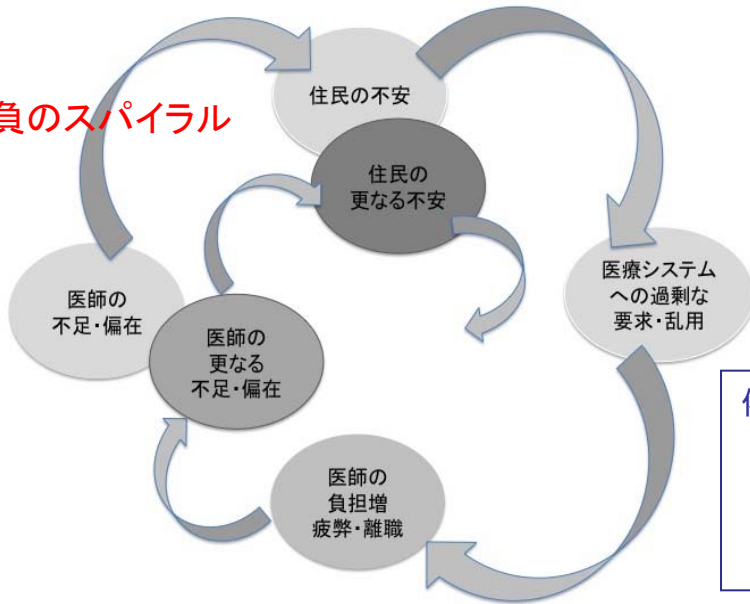 負のスパイラル
住民の不安
住民の
更なる不安
医療システム
への過剰な
要求・乱用
医師の
不足・偏在
医師の
更なる
不足・偏在
医師の
負担増
疲弊・離職